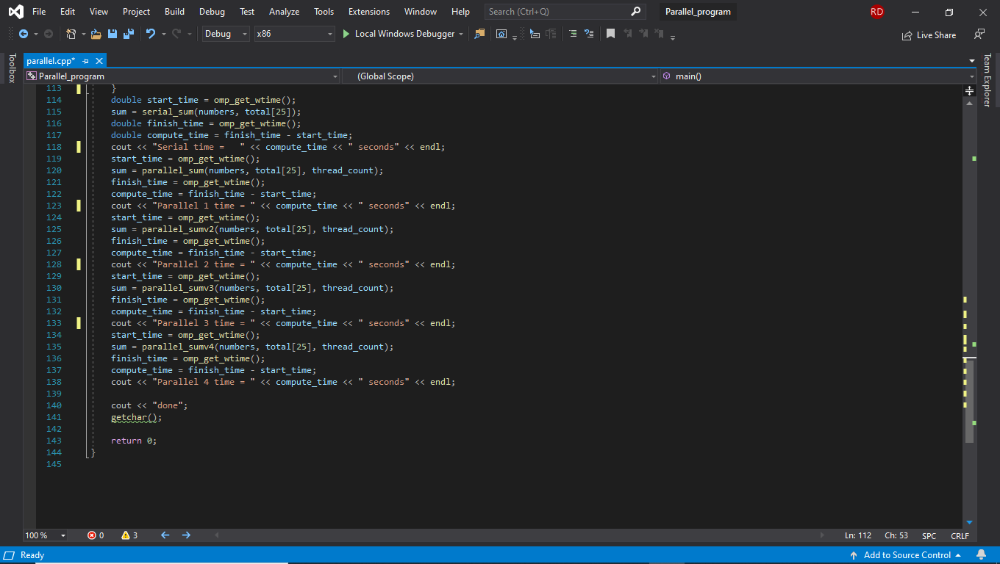 File Edit View Project Build Debug Test Analyze Tools Extensions Window Help Search (Ctrl+Q) Parallel_program RD
Debug x86 Local Windows Debugger Live Share
Toolbox
parallel.cpp*
Team Explorer
Parallel_program (Global Scope) main()
113 }
114 double start_time = omp_get_wtime();
115 sum = serial_sum(numbers, total[25]);
116 double finish_time = omp_get_wtime();
117 double compute_time = finish_time - start_time;
118 cout << "Serial time =   " << compute_time << " seconds" << endl;
119 start_time = omp_get_wtime();
120 sum = parallel_sum(numbers, total[25], thread_count);
121 finish_time = omp_get_wtime();
122 compute_time = finish_time - start_time;
123 cout << "Parallel 1 time = " << compute_time << " seconds" << endl;
124 start_time = omp_get_wtime();
125 sum = parallel_sumv2(numbers, total[25], thread_count);
126 finish_time = omp_get_wtime();
127 compute_time = finish_time - start_time;
128 cout << "Parallel 2 time = " << compute_time << " seconds" << endl;
129 start_time = omp_get_wtime();
130 sum = parallel_sumv3(numbers, total[25], thread_count);
131 finish_time = omp_get_wtime();
132 compute_time = finish_time - start_time;
133 cout << "Parallel 3 time = " << compute_time << " seconds" << endl;
134 start_time = omp_get_wtime();
135 sum = parallel_sumv4(numbers, total[25], thread_count);
136 finish_time = omp_get_wtime();
137 compute_time = finish_time - start_time;
138 cout << "Parallel 4 time = " << compute_time << " seconds" << endl;
139
140 cout << "done";
141 getchar();
142
143 return 0;
144 }
145
100 % 0 3 Ln: 112 Ch: 53 SPC CRLF
Ready Add to Source Control